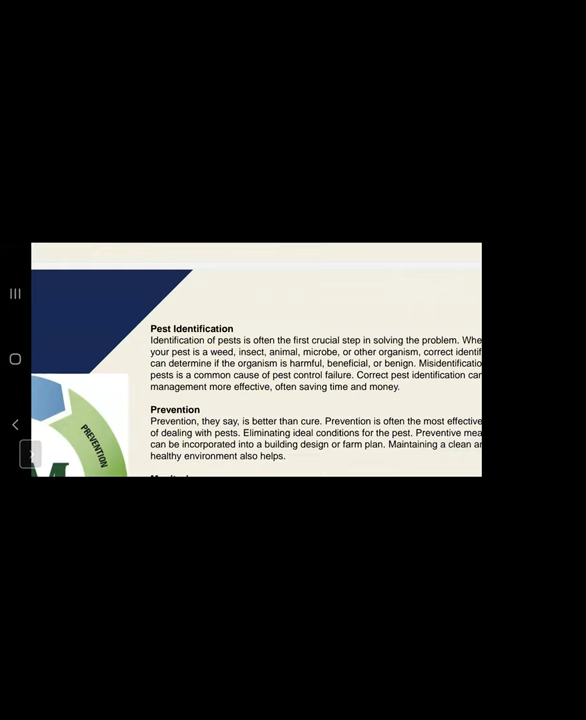 Pest Identification
Identification of pests is often the first crucial step in solving the problem.
your pest is a weed, insect, animal, microbe, or other organism, correct
can determine if the organism is harmful, beneficial, or benign.
pests is a common cause of pest control failure. Correct pest identification
management more effective, often saving time and money.
Prevention
Prevention, they say, is better than cure. Prevention is often the most effective
of dealing with pests. Eliminating ideal conditions for the pest. Preventive
can be incorporated into a building design or farm plan. Maintaining a clean
healthy environment also helps.
PREVENTION